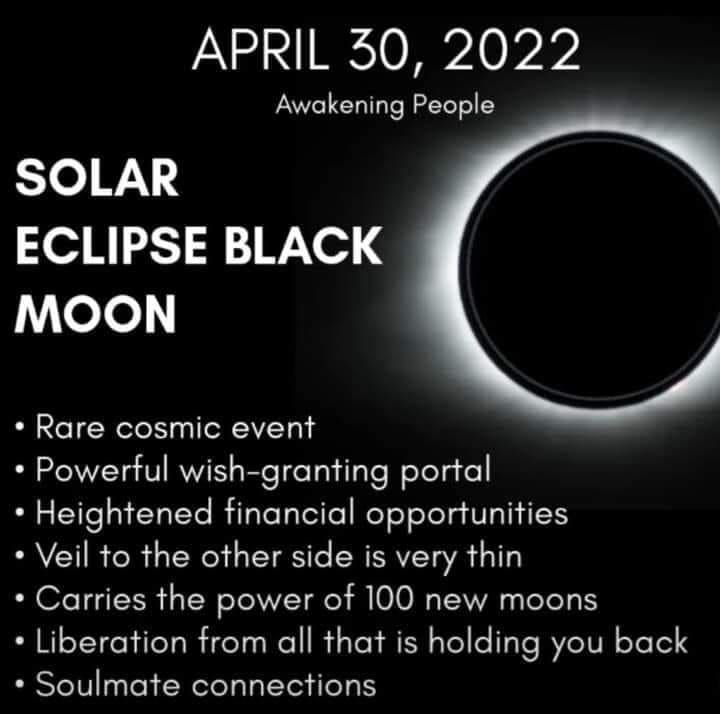 APRIL 30, 2022
Awakening People
SOLAR
ECLIPSE BLACK
MOON
• Rare cosmic event
• Powerful wish-granting portal
• Heightened financial opportunities
• Veil to the other side is very thin
• Carries the power of 100 new moons
• Liberation from all that is holding you back
• Soulmate connections